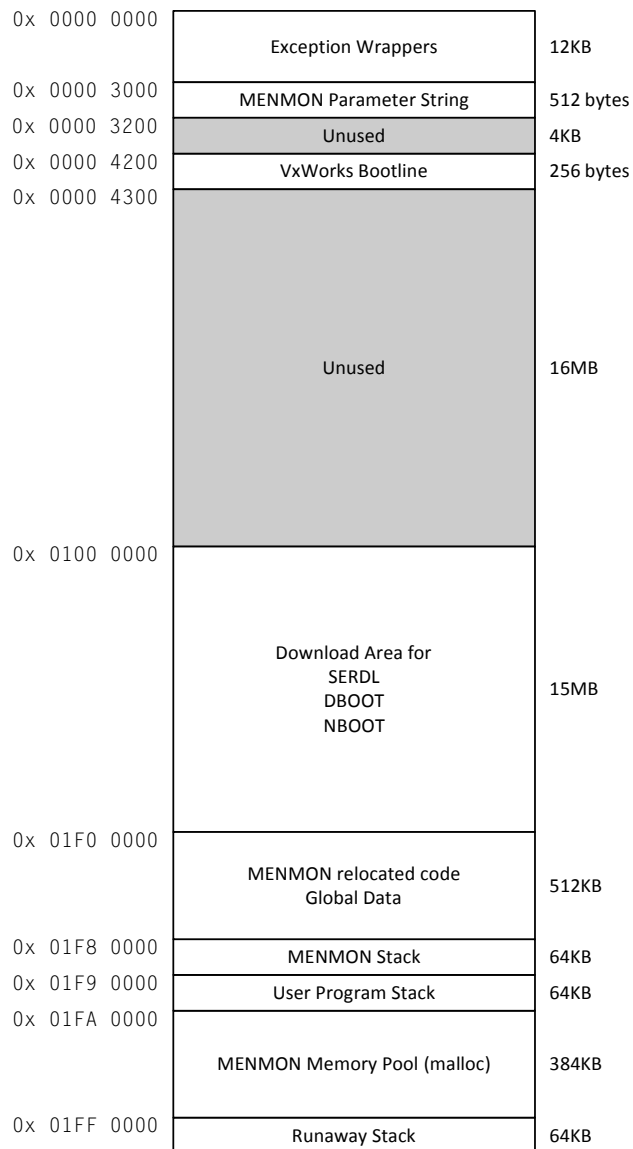 0x 0000 0000
Exception Wrappers
12KB
0x 0000 3000
MENMON Parameter String
512 bytes
0x 0000 3200
Unused
4KB
0x 0000 4200
VxWorks Bootline
256 bytes
0x 0000 4300
Unused
16MB
0x 0100 0000
Download Area for
SERDL
DBOOT
NBOOT
15MB
0x 01F0 0000
MENMON relocated code
Global Data
512KB
0x 01F8 0000
MENMON Stack
64KB
0x 01F9 0000
User Program Stack
64KB
0x 01FA 0000
MENMON Memory Pool (malloc)
384KB
0x 01FF 0000
Runaway Stack
64KB